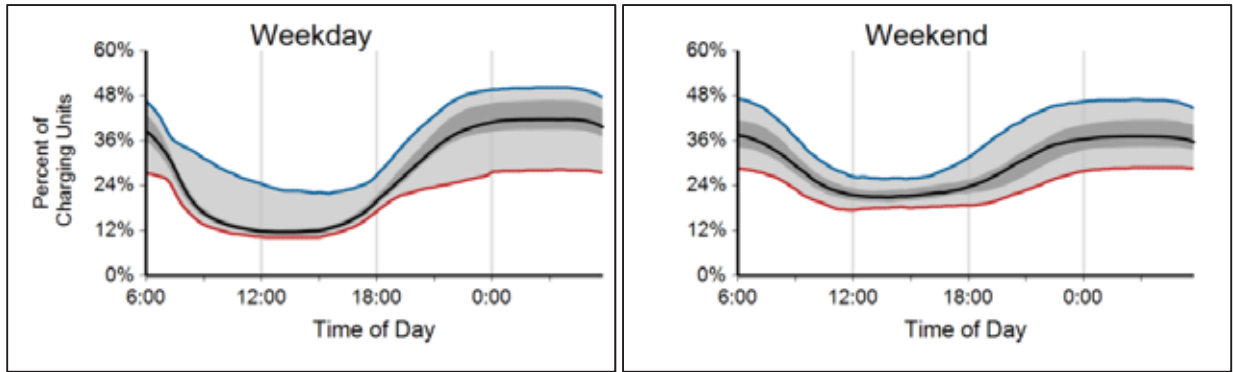 Weekday
60%
48%
36%
24%
12%
0%
Percent of
Charging Units
6:00 12:00 18:00 0:00
Time of Day
Weekend
60%
48%
36%
24%
12%
0%
6:00 12:00 18:00 0:00
Time of Day